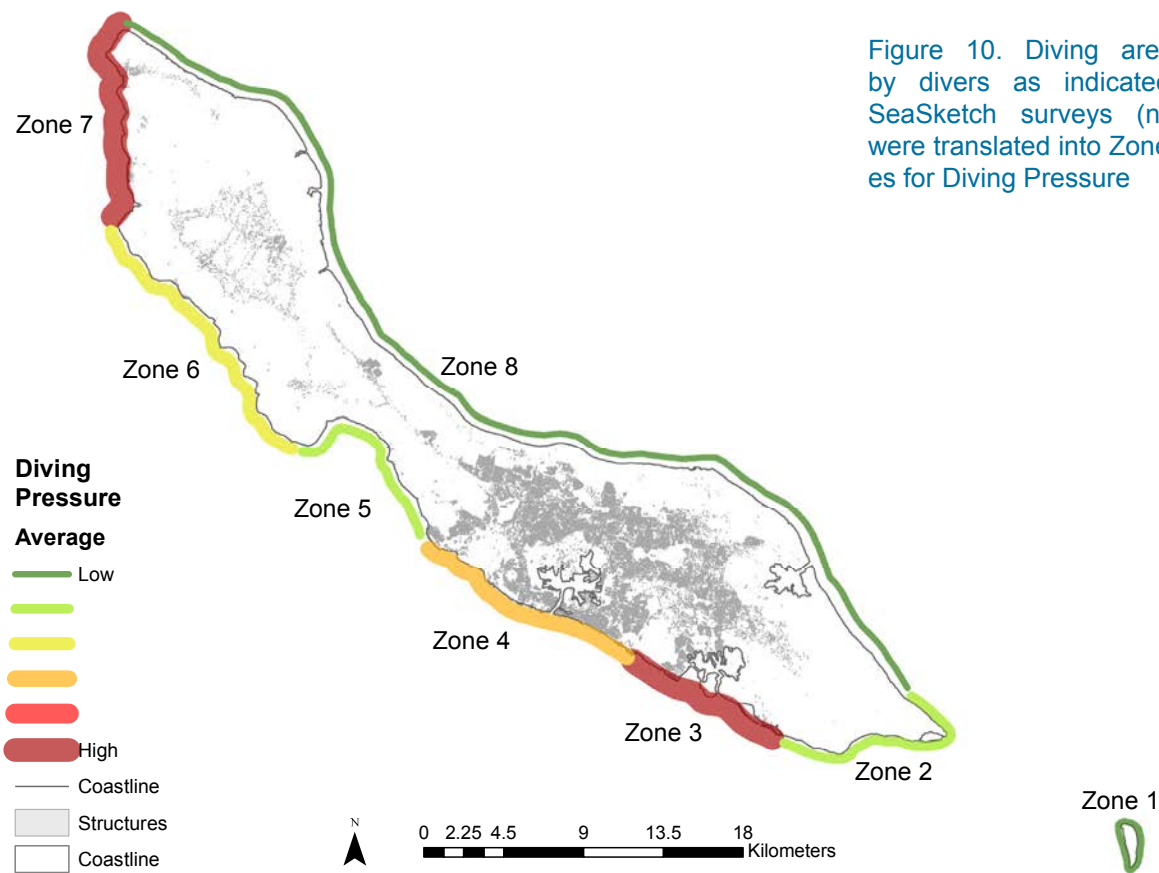 Figure 10. Diving are
by divers as indicate
SeaSketch surveys (n
were translated into Zone
es for Diving Pressure
Zone 7
Zone 6
Zone 8
Zone 5
Zone 4
Zone 3
Zone 2
Zone 1
Diving
Pressure
Average
Low
High
Coastline
Structures
Coastline
N
0 2.25 4.5 9 13.5 18
Kilometers